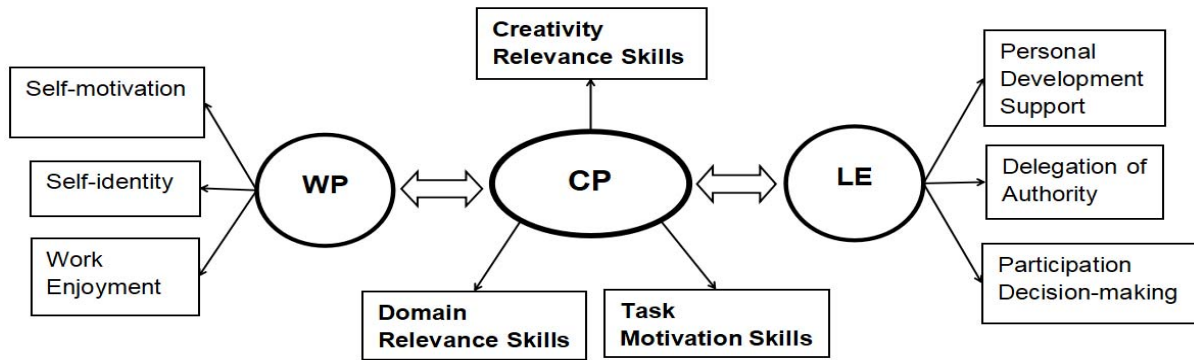 Creativity
Relevance Skills
Self-motivation
Self-identity
Work
Enjoyment
WP
CP
LE
Personal
Development
Support
Delegation of
Authority
Participation
Decision-making
Domain
Relevance Skills
Task
Motivation Skills